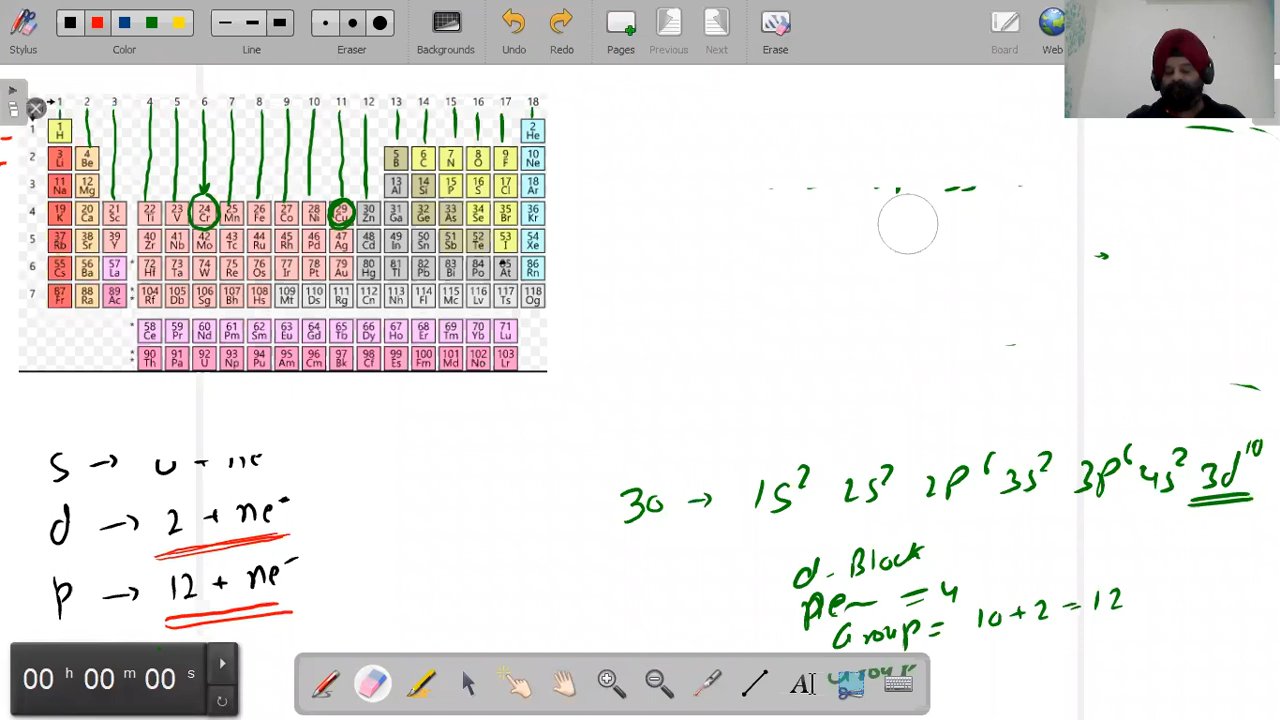 Stylus Color Line Eraser Backgrounds Undo Redo Pages Previous Next Erase Board Web
1 2 3 4 5 6 7 8 9 10 11 12 13 14 15 16 17 18
1 1 H 2 He
2 3 Li 4 Be 5 B 6 C 7 N 8 O 9 F 10 Ne
3 11 Na 12 Mg 13 Al 14 Si 15 P 16 S 17 Cl 18 Ar
4 19 K 20 Ca 21 Sc 22 Ti 23 V 24 Cr 25 Mn 26 Fe 27 Co 28 Ni 29 Cu 30 Zn 31 Ga 32 Ge 33 As 34 Se 35 Br 36 Kr
5 37 Rb 38 Sr 39 Y 40 Zr 41 Nb 42 Mo 43 Tc 44 Ru 45 Rh 46 Pd 47 Ag 48 Cd 49 In 50 Sn 51 Sb 52 Te 53 I 54 Xe
6 55 Cs 56 Ba 57 La * 72 Hf 73 Ta 74 W 75 Re 76 Os 77 Ir 78 Pt 79 Au 80 Hg 81 Tl 82 Pb 83 Bi 84 Po 85 At 86 Rn
7 87 Fr 88 Ra 89 Ac * 104 Rf 105 Db 106 Sg 107 Bh 108 Hs 109 Mt 110 Ds 111 Rg 112 Cn 113 Nh 114 Fl 115 Mc 116 Lv 117 Ts 118 Og
* 58 Ce 59 Pr 60 Nd 61 Pm 62 Sm 63 Eu 64 Gd 65 Tb 66 Dy 67 Ho 68 Er 69 Tm 70 Yb 71 Lu
* 90 Th 91 Pa 92 U 93 Np 94 Pu 95 Am 96 Cm 97 Bk 98 Cf 99 Es 100 Fm 101 Md 102 No 103 Lr
s →
d → 2 + ne⁻
p → 12 + ne⁻
30 → 1s² 2s² 2p⁶ 3s² 3p⁶ 4s² 3d¹⁰
d-Block
= 4
Group = 10 + 2 = 12
00 h 00 m 00 s